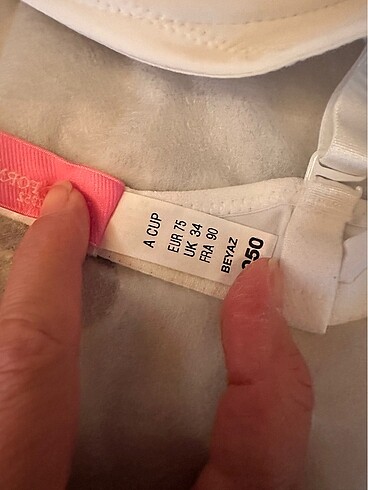 A CUP
EUR 75
UK 34
FRA 90
BEYAZ